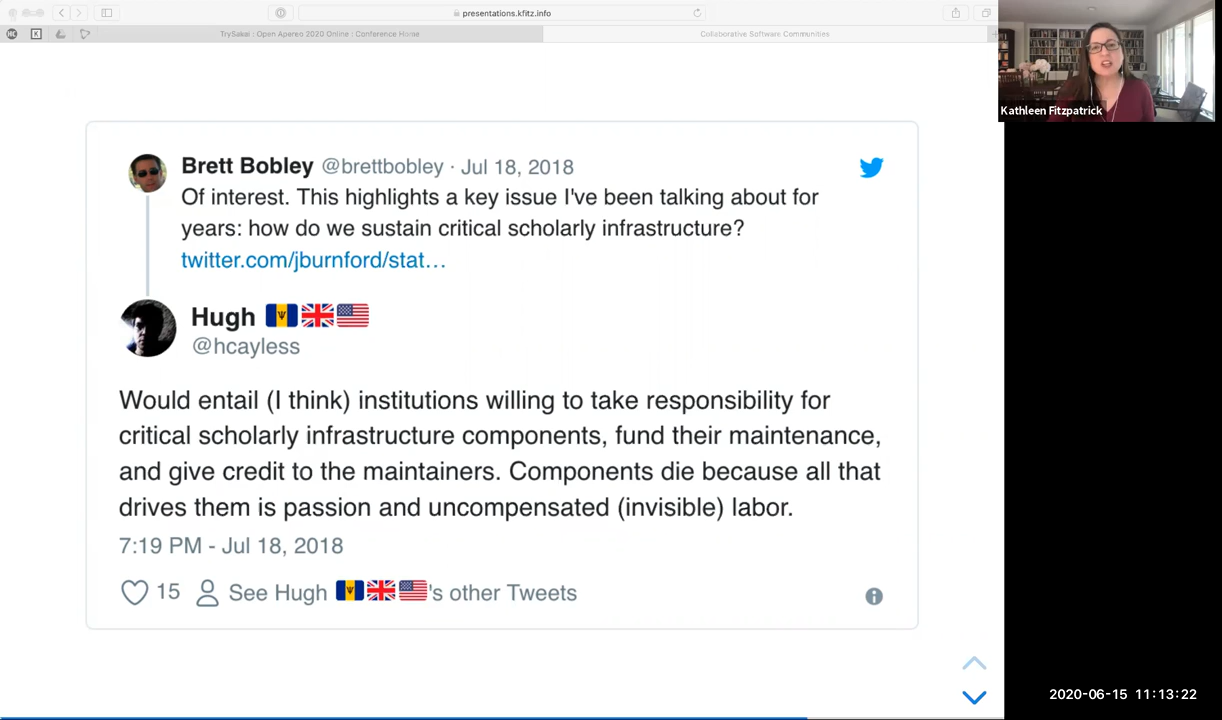 presentations.kfitz.info
TrySakai : Open Apereo 2020 Online : Conference Home
Collaborative Software Communities
Kathleen Fitzpatrick
Brett Bobley @brettbobley · Jul 18, 2018
Of interest. This highlights a key issue I've been talking about for
years: how do we sustain critical scholarly infrastructure?
twitter.com/jburnford/stat…
Hugh 🇧🇧🇬🇧🇺🇸
@hcayless
Would entail (I think) institutions willing to take responsibility for
critical scholarly infrastructure components, fund their maintenance,
and give credit to the maintainers. Components die because all that
drives them is passion and uncompensated (invisible) labor.
7:19 PM - Jul 18, 2018
15 See Hugh 🇧🇧🇬🇧🇺🇸's other Tweets
2020-06-15 11:13:22